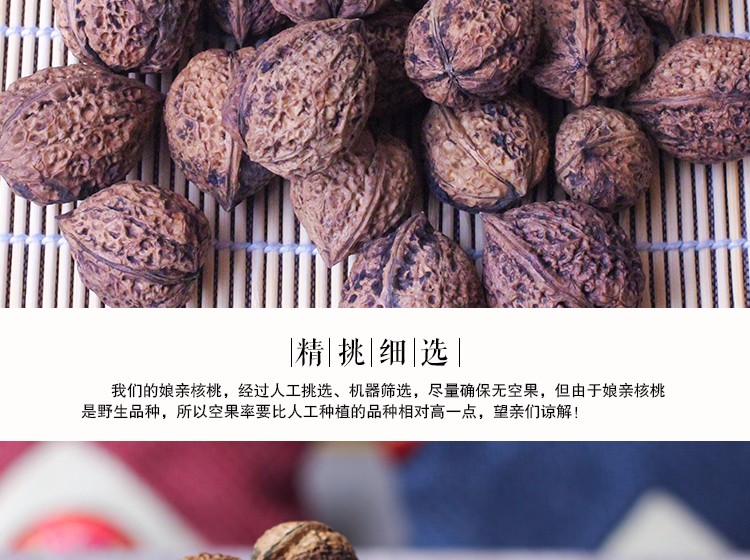 精挑细选
我们的娘亲核桃，经过人工挑选、机器筛选，尽量确保无空果，但由于娘亲核桃
是野生品种，所以空果率要比人工种植的品种相对高一点，望亲们谅解！